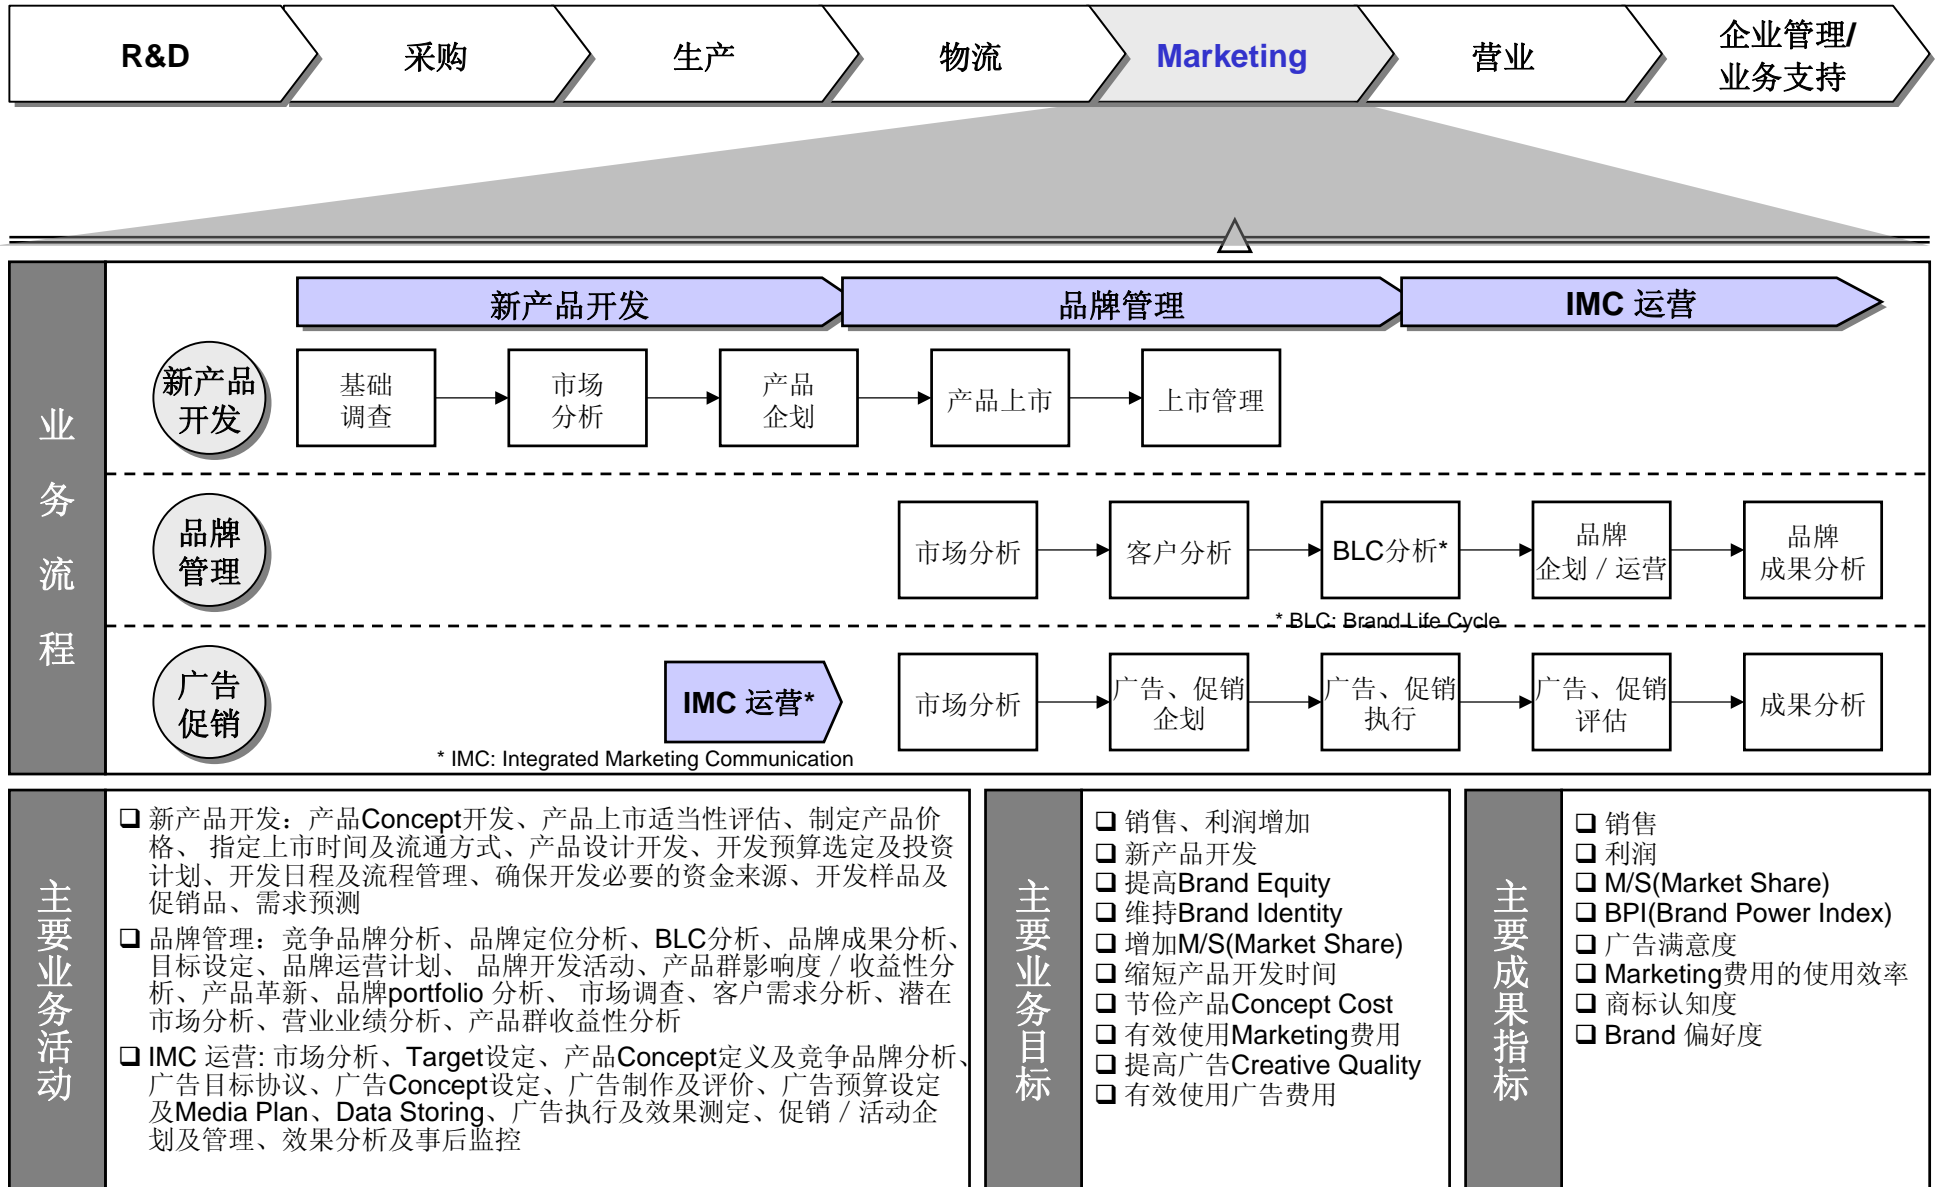 R&D
采购
生产
物流
Marketing
营业
企业管理/
业务支持
业务流程
新产品开发
品牌管理
IMC 运营
新产品
开发
基础
调查
市场
分析
产品
企划
产品上市
上市管理
品牌
管理
市场分析
客户分析
BLC分析*
品牌
企划 / 运营
品牌
成果分析
* BLC: Brand Life Cycle
广告
促销
IMC 运营*
市场分析
广告、促销
企划
广告、促销
执行
广告、促销
评估
成果分析
* IMC: Integrated Marketing Communication
主要业务活动
❑ 新产品开发：产品Concept开发、产品上市适当性评估、制定产品价
格、 指定上市时间及流通方式、产品设计开发、开发预算选定及投资
计划、开发日程及流程管理、确保开发必要的资金来源、开发样品及
促销品、需求预测
❑ 品牌管理：竞争品牌分析、品牌定位分析、BLC分析、品牌成果分析、
目标设定、品牌运营计划、 品牌开发活动、产品群影响度 / 收益性分
析、产品革新、品牌portfolio 分析、 市场调查、客户需求分析、潜在
市场分析、营业业绩分析、产品群收益性分析
❑ IMC 运营: 市场分析、Target设定、产品Concept定义及竞争品牌分析、
广告目标协议、广告Concept设定、广告制作及评价、广告预算设定
及Media Plan、Data Storing、广告执行及效果测定、促销 / 活动企
划及管理、效果分析及事后监控
主要业务目标
❑ 销售、利润增加
❑ 新产品开发
❑ 提高Brand Equity
❑ 维持Brand Identity
❑ 增加M/S(Market Share)
❑ 缩短产品开发时间
❑ 节俭产品Concept Cost
❑ 有效使用Marketing费用
❑ 提高广告Creative Quality
❑ 有效使用广告费用
主要成果指标
❑ 销售
❑ 利润
❑ M/S(Market Share)
❑ BPI(Brand Power Index)
❑ 广告满意度
❑ Marketing费用的使用效率
❑ 商标认知度
❑ Brand 偏好度